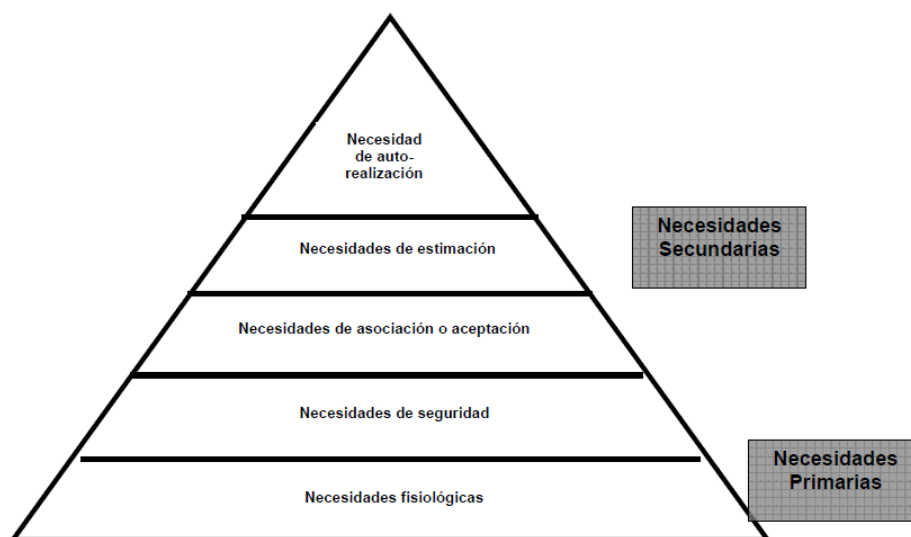 Necesidad
de auto-
realización
Necesidades de estimación
Necesidades
Secundarias
Necesidades de asociación o aceptación
Necesidades de seguridad
Necesidades fisiológicas
Necesidades
Primarias